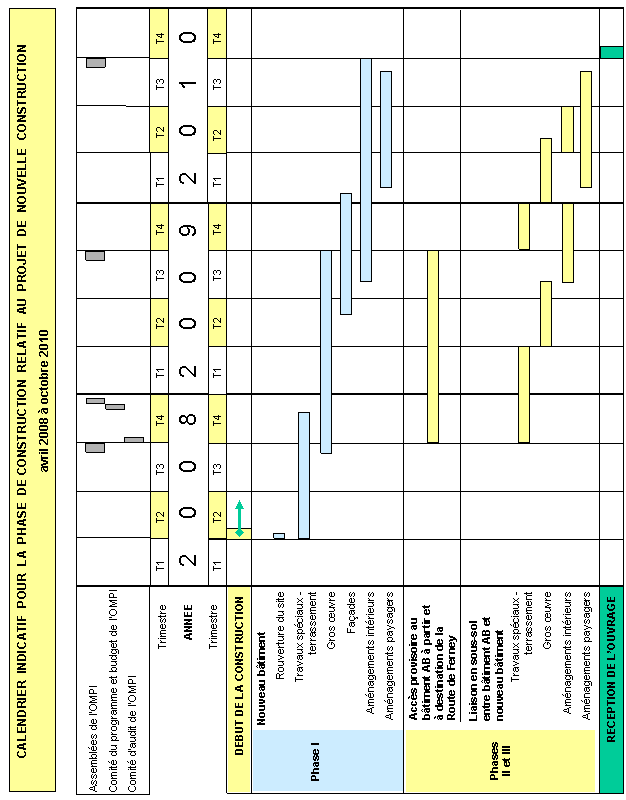 CALENDRIER INDICATIF POUR LA PHASE DE CONSTRUCTION RELATIF AU PROJET DE NOUVELLE CONSTRUCTION
avril 2008 à octobre 2010
Assemblées de l'OMPI
Comité du programme et budget de l'OMPI
Comité d'audit de l'OMPI
Trimestre T1 T2 T3 T4 T1 T2 T3 T4 T1 T2 T3 T4
ANNEE 2 0 0 8 2 0 0 9 2 0 1 0
Trimestre T1 T2 T3 T4 T1 T2 T3 T4 T1 T2 T3 T4
DEBUT DE LA CONSTRUCTION
Phase I
Nouveau bâtiment
Rouverture du site
Travaux spéciaux -
terrassement
Gros œuvre
Façades
Aménagements intérieurs
Aménagements paysagers
Phases
II et III
Accès provisoire au
bâtiment AB à partir et
à destination de la
Route de Ferney
Liaison en sous-sol
entre bâtiment AB et
nouveau bâtiment
Travaux spéciaux -
terrassement
Gros œuvre
Aménagements intérieurs
Aménagements paysagers
RECEPTION DE L'OUVRAGE